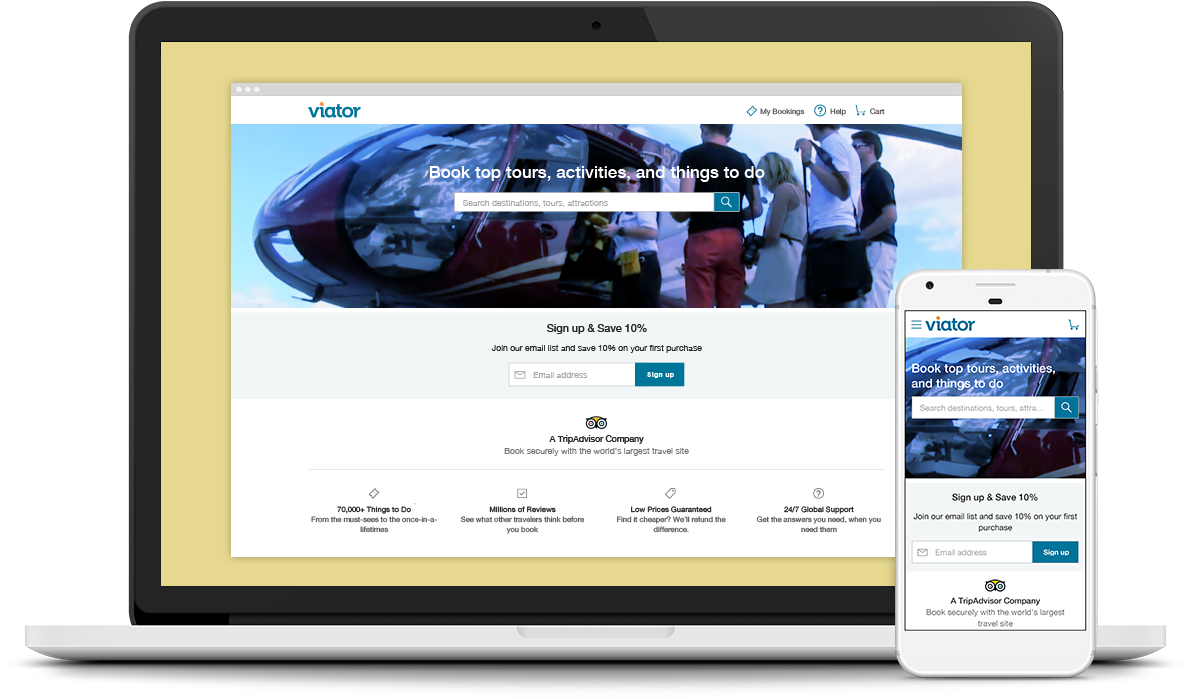 viator
My Bookings
Help
Cart
Book top tours, activities, and things to do
Search destinations, tours, attractions
Sign up & Save 10%
Join our email list and save 10% on your first purchase
Email address
Sign up
A TripAdvisor Company
Book securely with the world's largest travel site
70,000+ Things to Do
From the must-sees to the once-in-a-
lifetimes
Millions of Reviews
See what other travelers think before
you book
Low Prices Guaranteed
Find it cheaper? We'll refund the
difference.
24/7 Global Support
Get the answers you need, when you
need them
viator
Book top tours, activities,
and things to do
Search destinations, tours, attra...
Sign up & Save 10%
Join our email list and save 10% on your first
purchase
Email address
Sign up
A TripAdvisor Company
Book securely with the world's largest
travel site